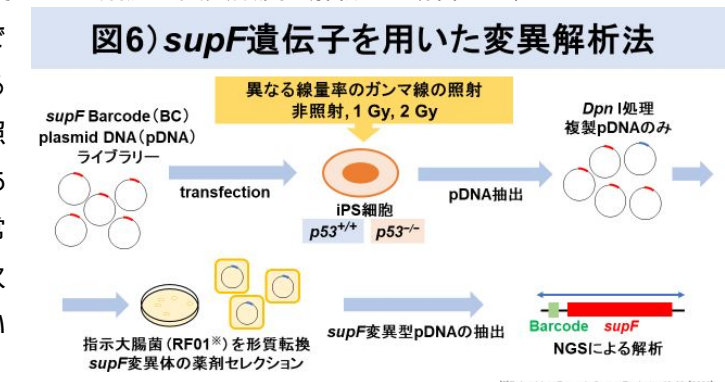 図6）supF遺伝子を用いた変異解析法
異なる線量率のガンマ線の照射
非照射, 1 Gy, 2 Gy
supF Barcode（BC）
plasmid DNA（pDNA）
ライブラリー
transfection
iPS細胞
p53+/+ p53-/-
pDNA抽出
Dpn I処理
複製pDNAのみ
指示大腸菌（RF01※）を形質転換
supF変異体の薬剤セレクション
supF変異型pDNAの抽出
Barcode supF
NGSによる解析